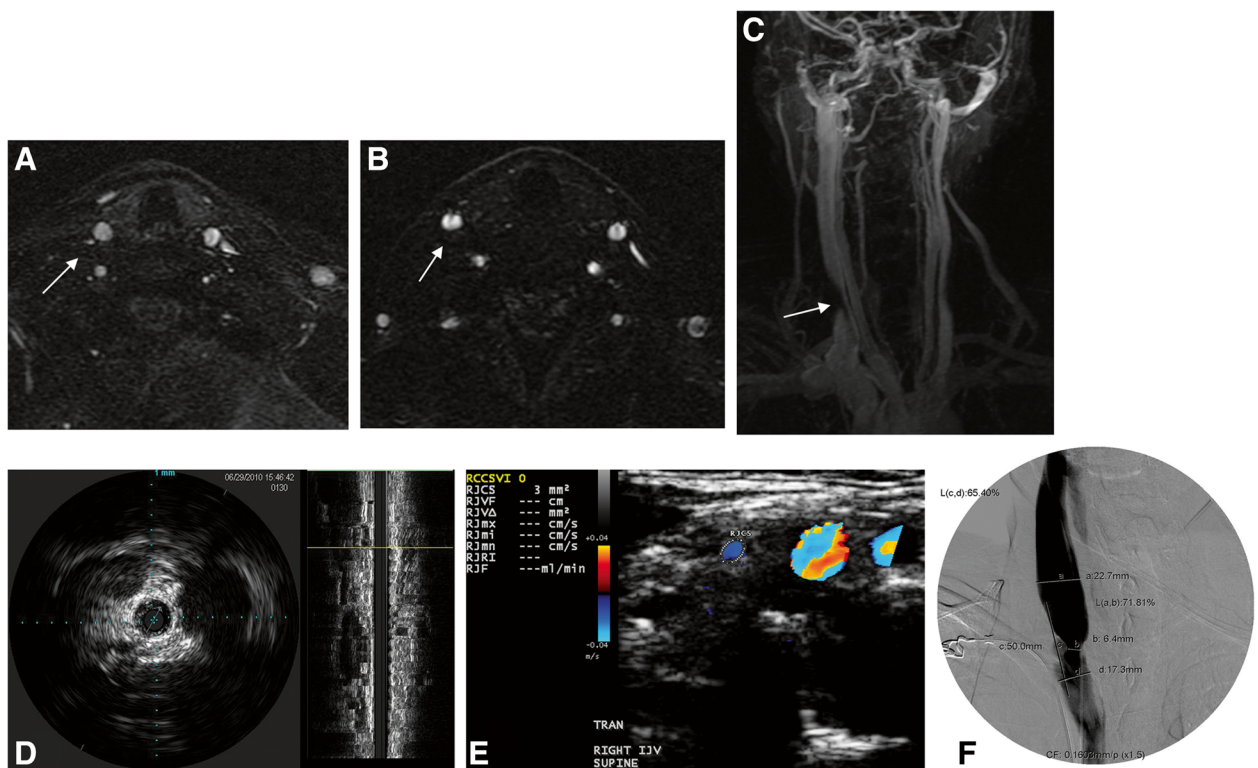 A
B
C
D
1 mm
06/29/2010 15:46:42
0130
E
RCCSVI 0
RJCS 3 mm²
RJVF --- cm
RJVΔ --- mm²
RJmx --- cm/s
RJmi --- cm/s
RJmn --- cm/s
RJRI ---
RJF ---ml/min
+0.04
-0.04
m/s
RJCS
TRAN
RIGHT IJV
SUPINE
F
L(c,d):65.40%
a:22.7mm
L(a,b):71.81%
b: 6.4mm
c:50.0mm
d:17.3mm